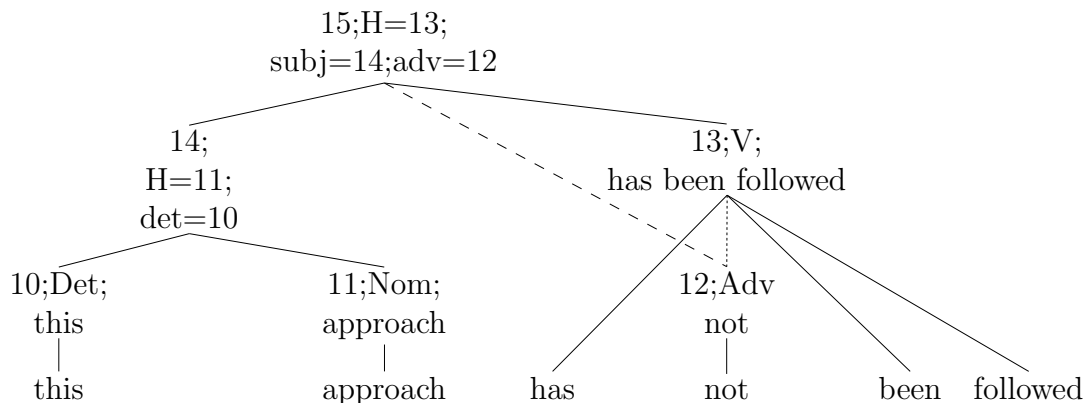 15;H=13;
subj=14;adv=12
14;
H=11;
det=10
13;V;
has been followed
10;Det;
this
11;Nom;
approach
12;Adv
not
this approach has not been followed